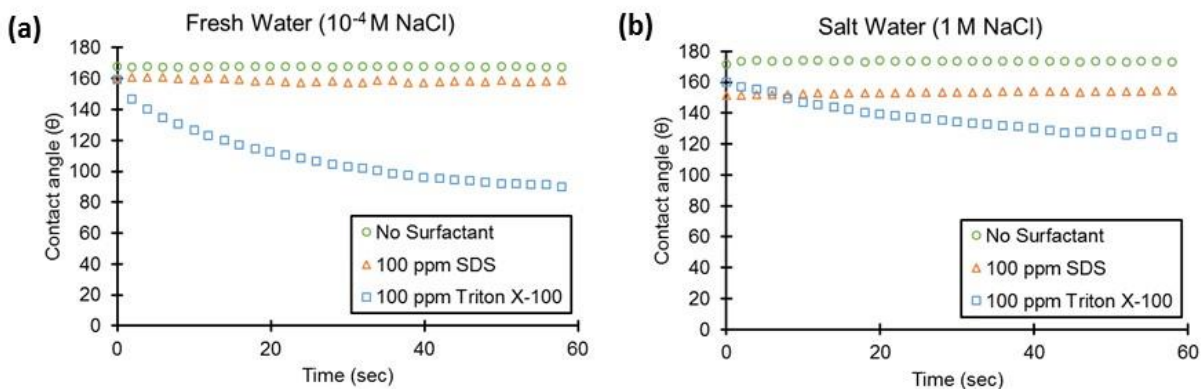 (a)
Fresh Water (10⁻⁴ M NaCl)
180
160
140
120
100
80
60
40
20
0
Contact angle (θ)
No Surfactant
100 ppm SDS
100 ppm Triton X-100
0 20 40 60
Time (sec)
(b)
Salt Water (1 M NaCl)
180
160
140
120
100
80
60
40
20
0
Contact angle (θ)
No Surfactant
100 ppm SDS
100 ppm Triton X-100
0 20 40 60
Time (sec)